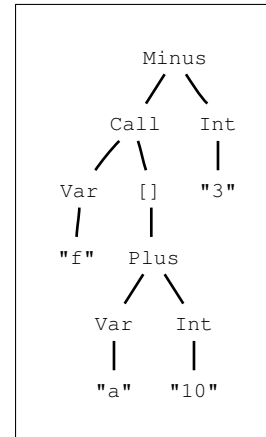 Minus
Call Int
Var [] "3"
"f" Plus
Var Int
"a" "10"